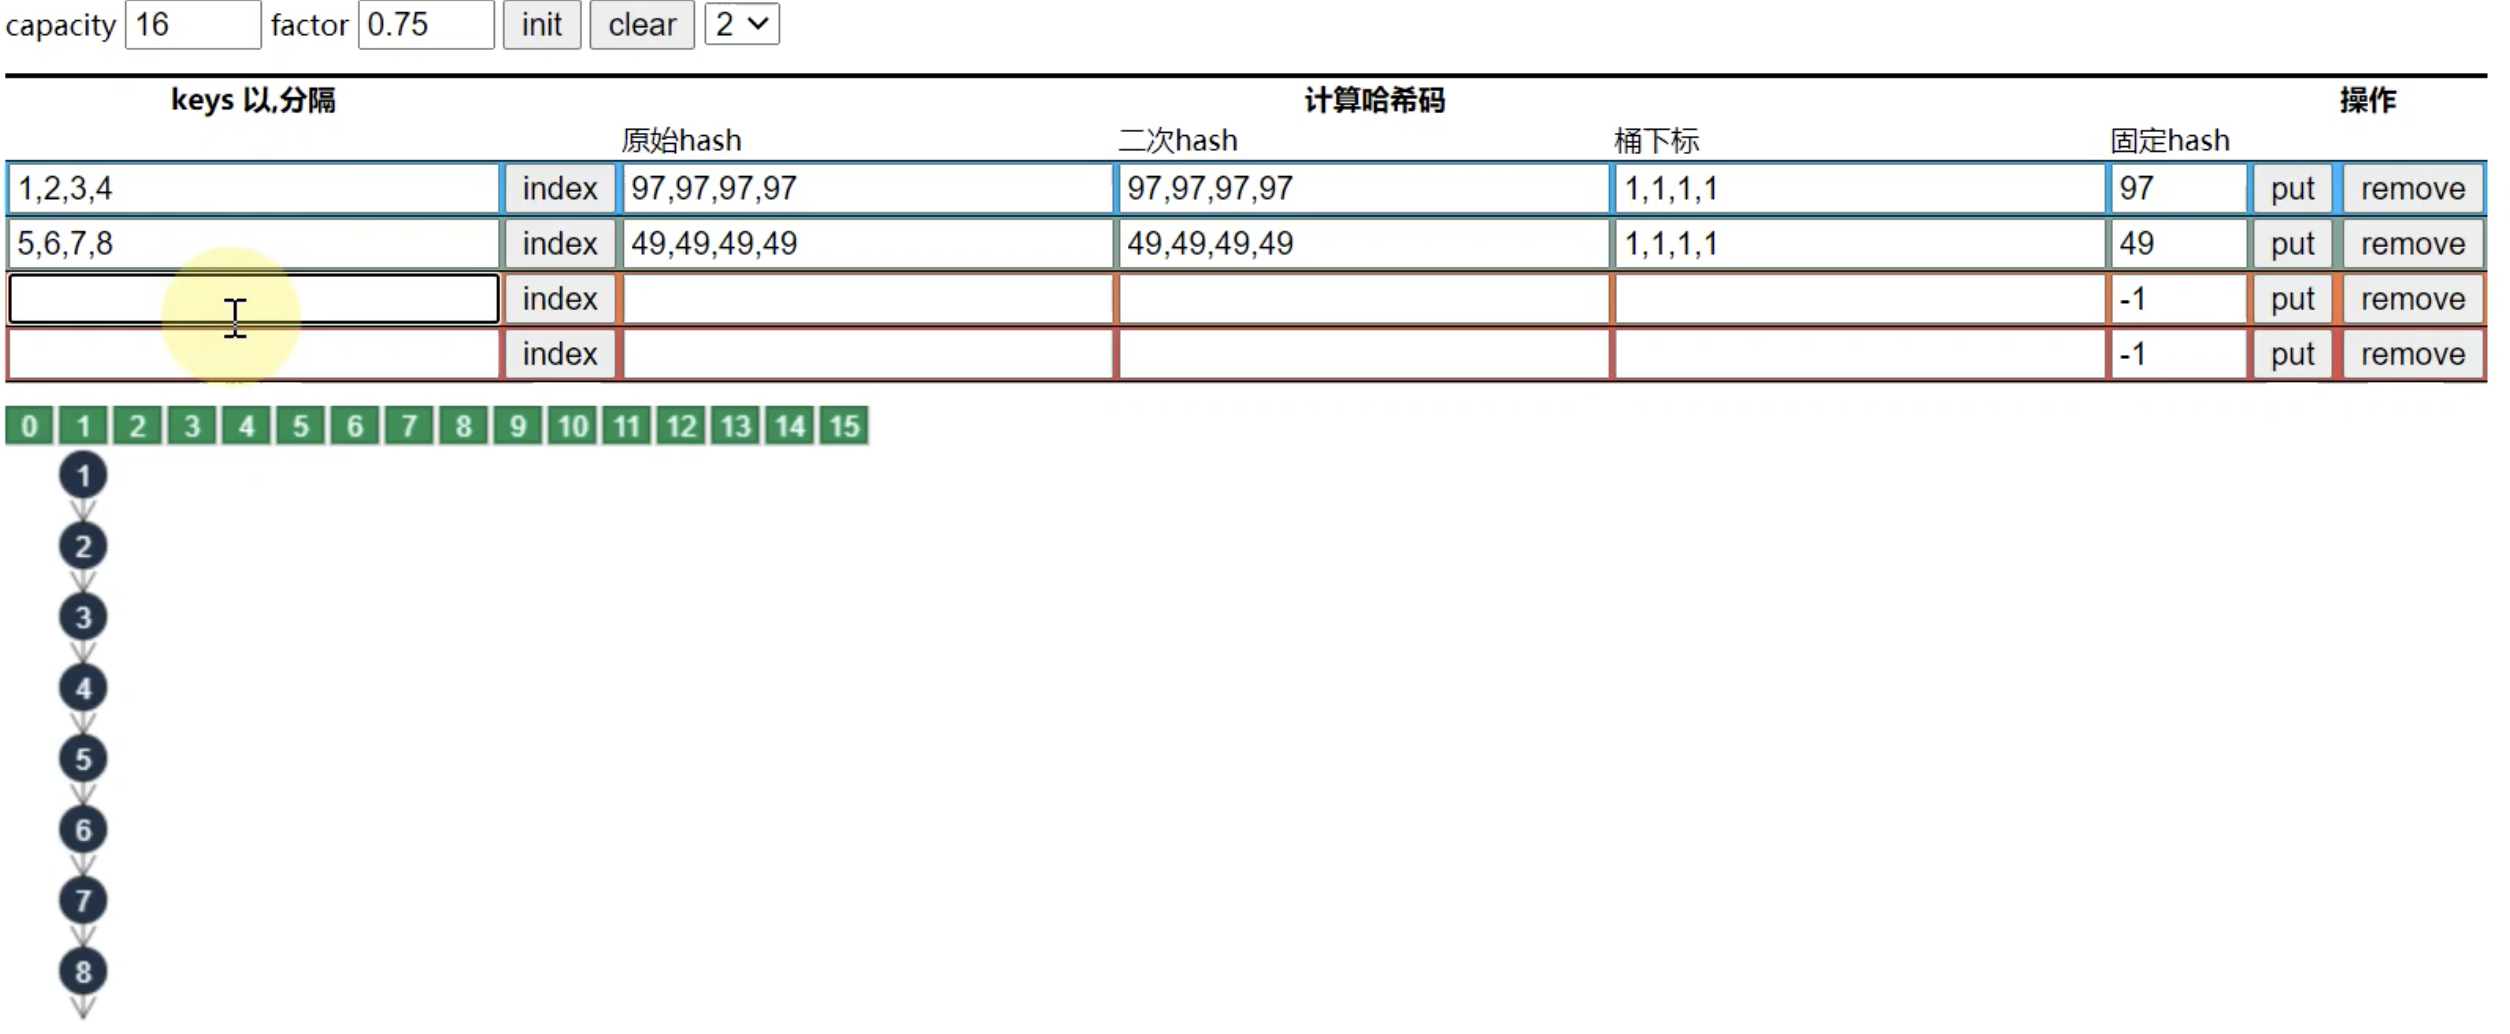 capacity 16 factor 0.75 init clear 2
keys 以,分隔 计算哈希码 操作
原始hash 二次hash 桶下标 固定hash
1,2,3,4 index 97,97,97,97 97,97,97,97 1,1,1,1 97 put remove
5,6,7,8 index 49,49,49,49 49,49,49,49 1,1,1,1 49 put remove
index -1 put remove
index -1 put remove
0 1 2 3 4 5 6 7 8 9 10 11 12 13 14 15
1
2
3
4
5
6
7
8